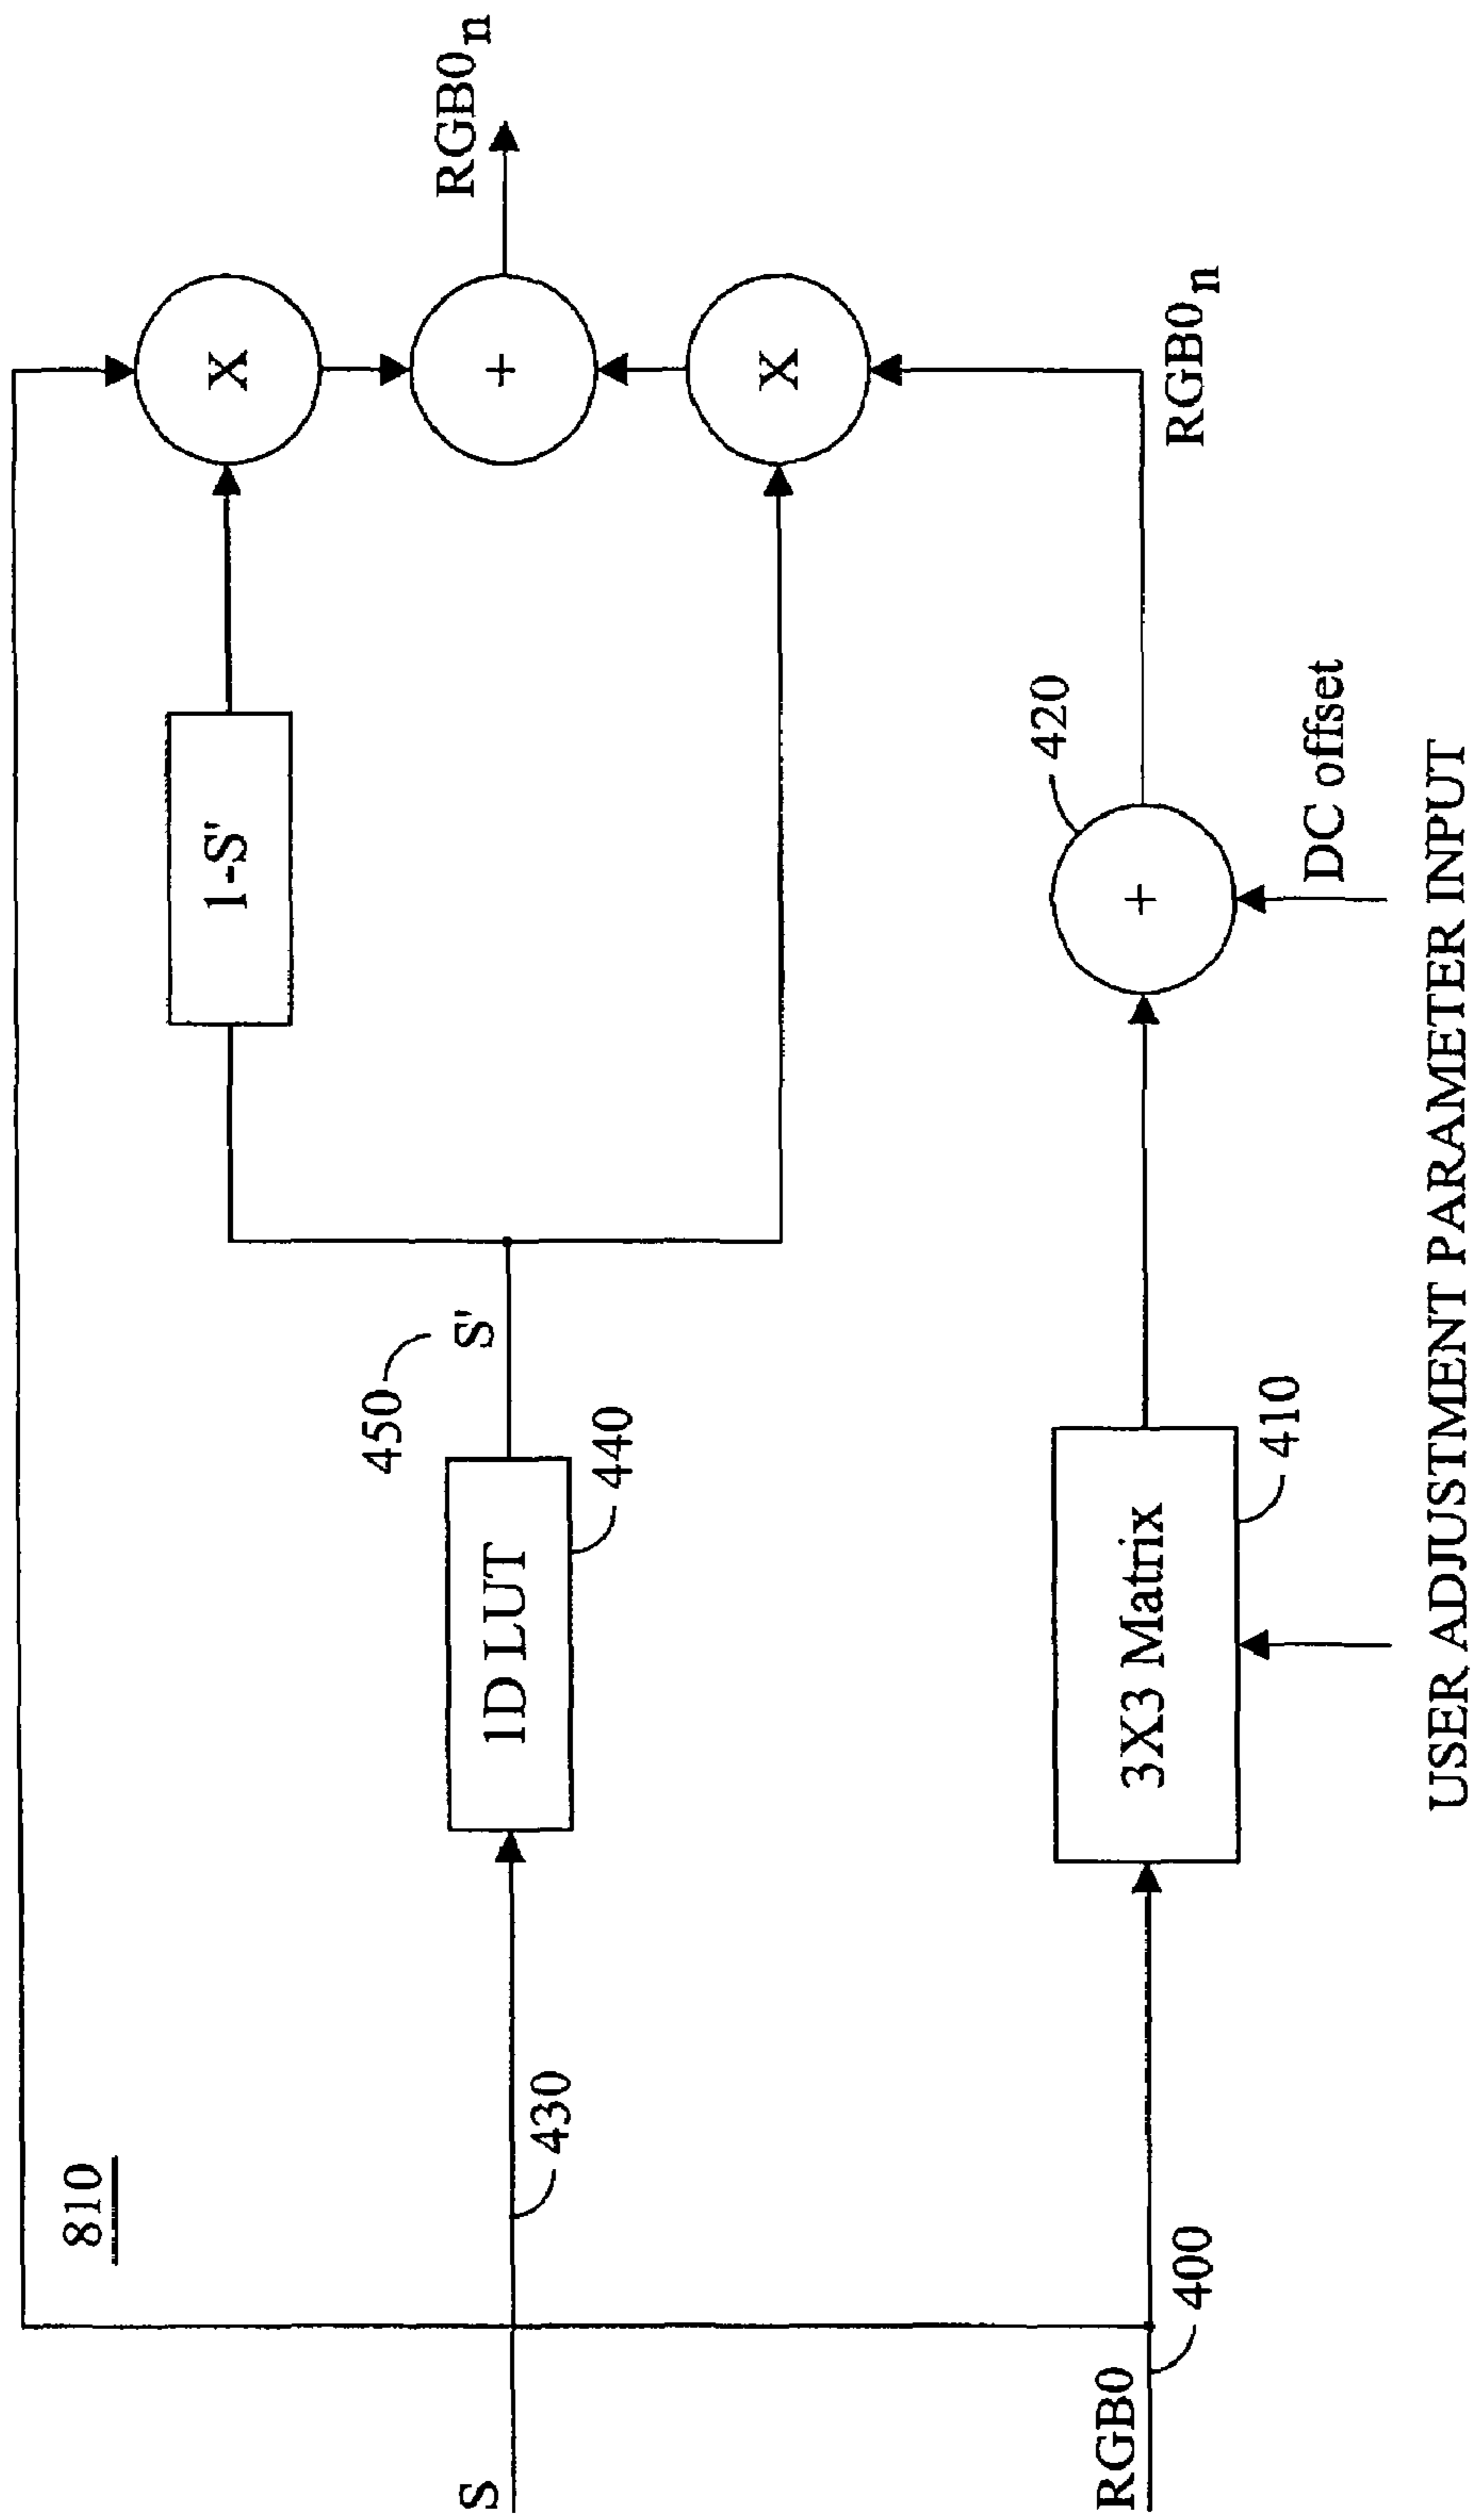 810
RGB0n
1-S'
450
S'
S
430
1D LUT
440
420
RGB0n
RGB0
400
3X3 Matrix
410
DC offset
+
+
X
X
USER ADJUSTMENT PARAMETER INPUT